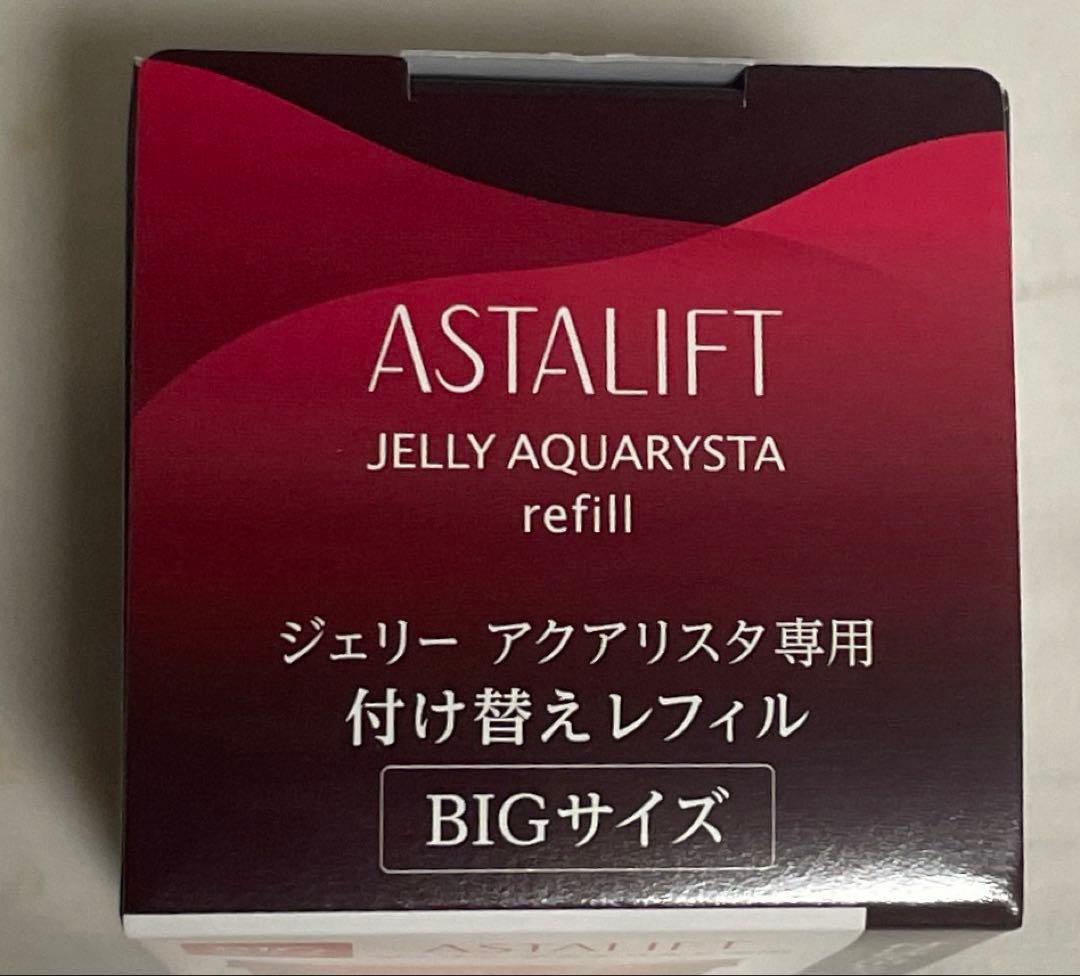 ASTALIFT
JELLY AQUARYSTA
refill
ジェリー アクアリスタ専用
付け替えレフィル
BIGサイズ
ASTALIFT